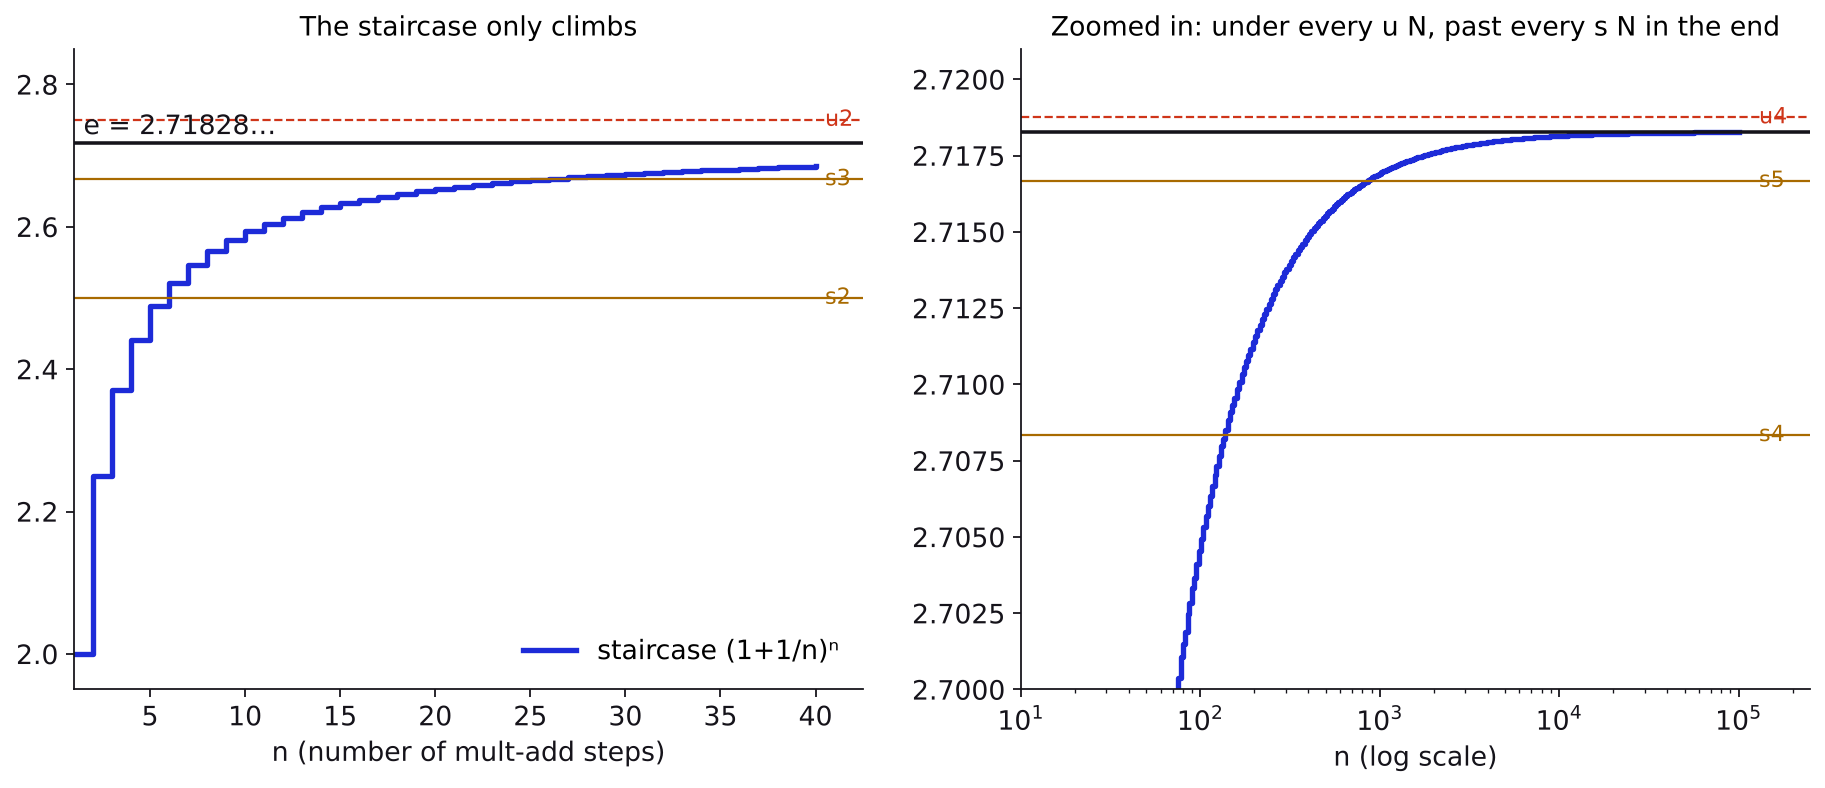 The staircase only climbs
2.8
2.6
2.4
2.2
2.0
e = 2.71828...
u2
s3
s2
staircase (1+1/n)ⁿ
5 10 15 20 25 30 35 40
n (number of mult-add steps)
Zoomed in: under every u N, past every s N in the end
2.7200
2.7175
2.7150
2.7125
2.7100
2.7075
2.7050
2.7025
2.7000
u4
s5
s4
10¹ 10² 10³ 10⁴ 10⁵
n (log scale)